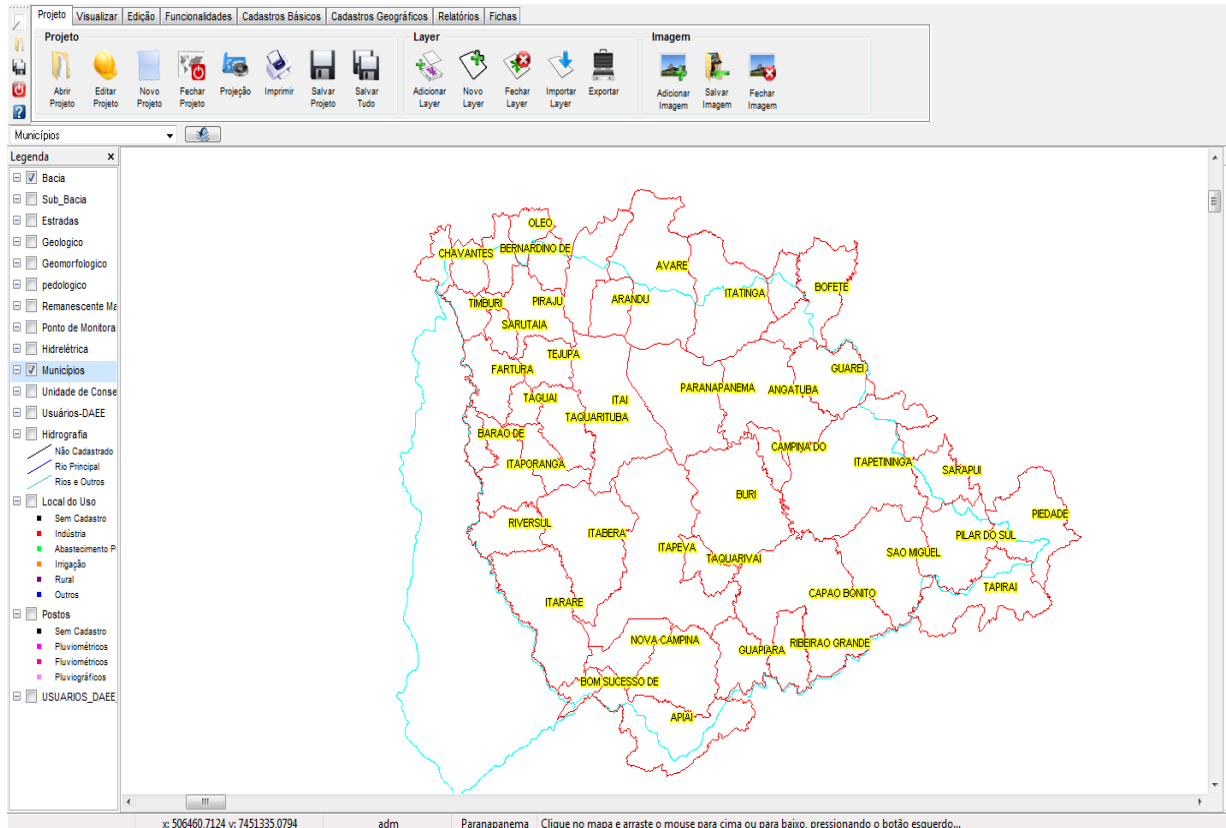 Projeto Visualizar Edição Funcionalidades Cadastros Básicos Cadastros Geográficos Relatórios Fichas
Projeto
Abrir Projeto
Editar Projeto
Novo Projeto
Fechar Projeto
Projeção
Imprimir
Salvar Projeto
Salvar Tudo
Layer
Adicionar Layer
Novo Layer
Fechar Layer
Importar Layer
Exportar
Imagem
Adicionar Imagem
Salvar Imagem
Fechar Imagem
Municípios
Legenda x
Bacia
Sub_Bacia
Estradas
Geologico
Geomorfologico
pedologico
Remanescente Ma
Ponto de Monitora
Hidrelétrica
Municípios
Unidade de Conse
Usuários-DAEE
Hidrografia
Não Cadastrado
Rio Principal
Rios e Outros
Local do Uso
Sem Cadastro
Indústria
Abastecimento P
Irrigação
Rural
Outros
Postos
Sem Cadastro
Pluviométricos
Fluviométricos
Pluviográficos
USUARIOS_DAEE_
OLEO
CHAVANTES
BERNARDINO DE
AVARE
BOFETE
ITATINGA
TIMBURI
PIRAJU
ARANDU
SARUTAIA
TEJUPA
FARTURA
GUAREI
PARANAPANEMA
ANGATUBA
TAGUAI
ITAI
TAQUARITUBA
BARAO DE
CAMPINA DO
ITAPORANGA
ITAPETININGA
SARAPUI
BURI
PIEDADE
RIVERSUL
ITABERA
PILAR DO SUL
ITAPEVA
TAQUARIVAI
SAO MIGUEL
TAPIRAI
CAPAO BONITO
ITARARE
NOVA CAMPINA
GUAPIARA
RIBEIRAO GRANDE
BOM SUCESSO DE
APIAI
x: 506460.7124 y: 7451335.0794 adm Paranapanema Clique no mapa e arraste o mouse para cima ou para baixo, pressionando o botão esquerdo...